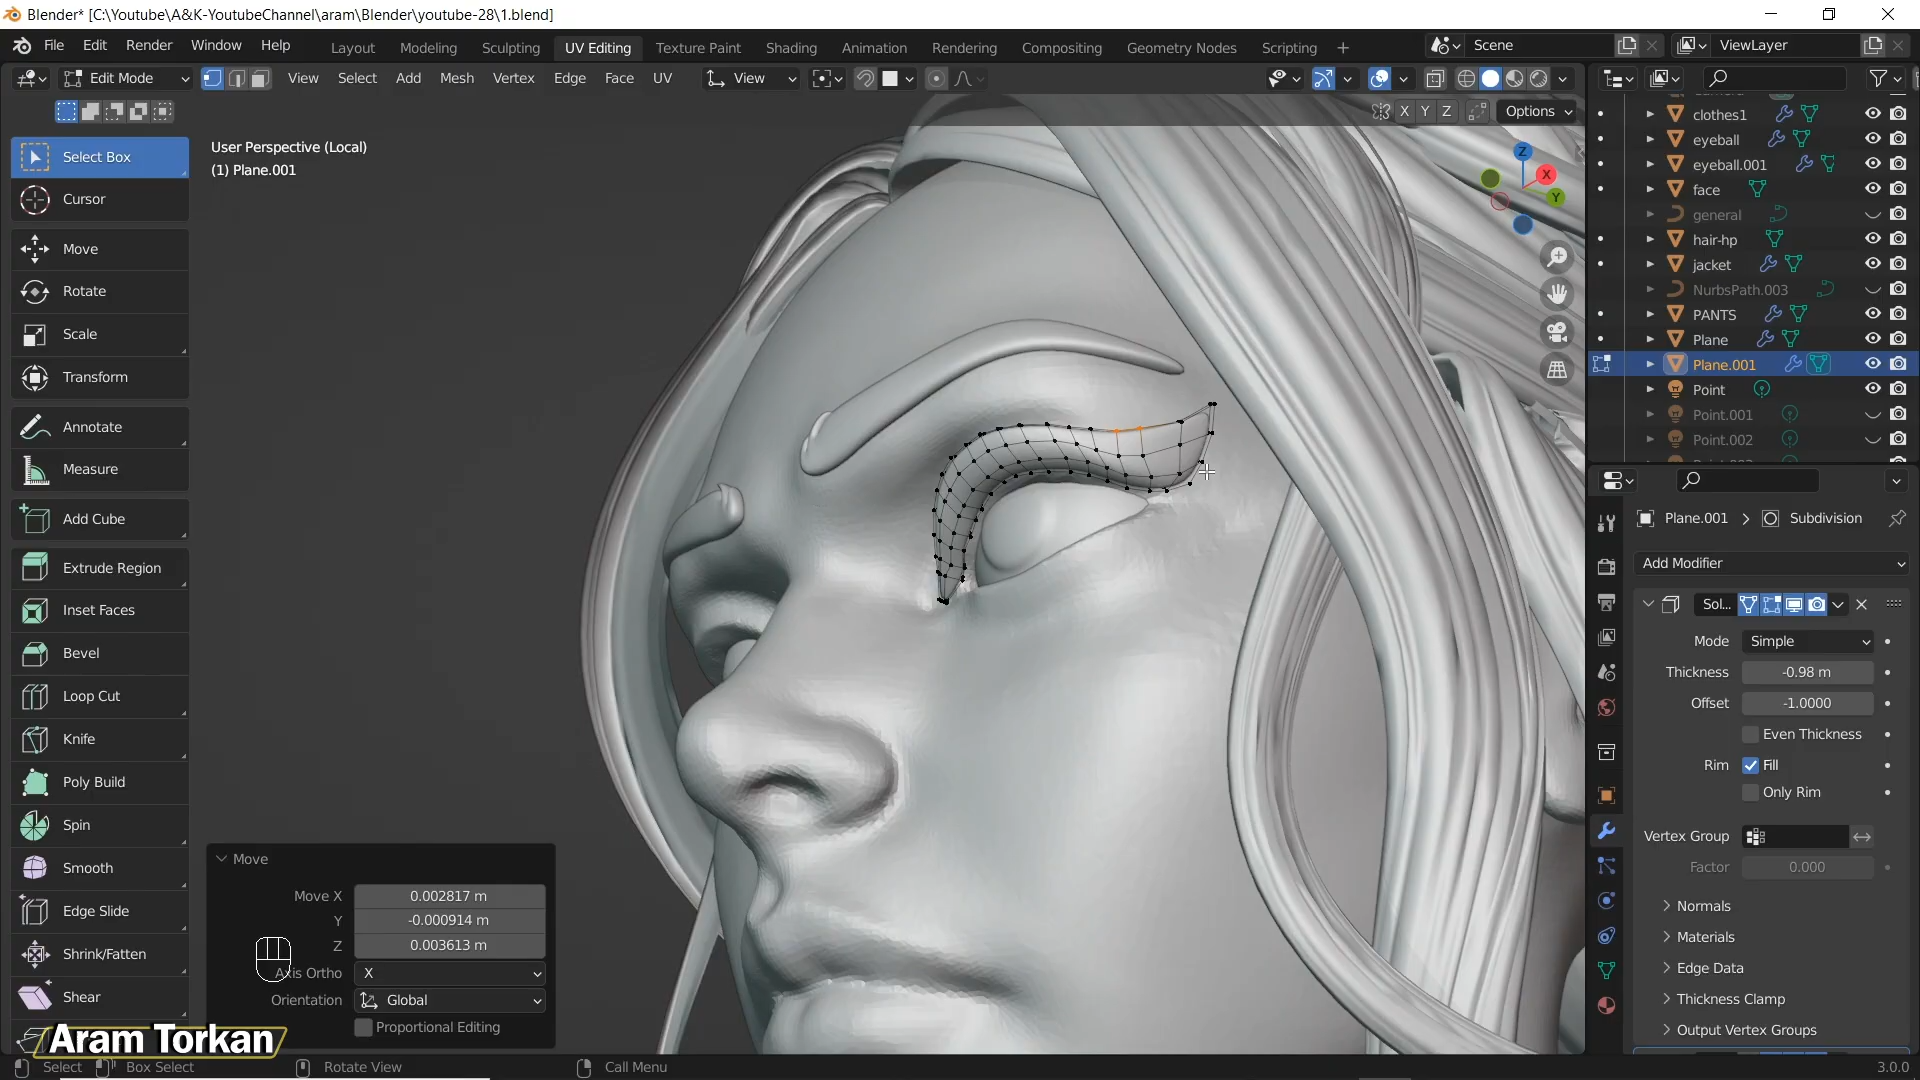 Blender* [C:\Youtube\A&K-YoutubeChannel\aram\Blender\youtube-28\1.blend]
File Edit Render Window Help Layout Modeling Sculpting UV Editing Texture Paint Shading Animation Rendering Compositing Geometry Nodes Scripting + Scene ViewLayer
Edit Mode View Select Add Mesh Vertex Edge Face UV View
X Y Z Options
Select Box
Cursor
Move
Rotate
Scale
Transform
Annotate
Measure
Add Cube
Extrude Region
Inset Faces
Bevel
Loop Cut
Knife
Poly Build
Spin
Smooth
Edge Slide
Shrink/Fatten
Shear
User Perspective (Local)
(1) Plane.001
Z
X
Y
clothes1
eyeball
eyeball.001
face
general
hair-hp
jacket
NurbsPath.003
PANTS
Plane
Plane.001
Point
Point.001
Point.002
Plane.001 > Subdivision
Add Modifier
Sol...
Mode Simple
Thickness -0.98 m
Offset -1.0000
Even Thickness
Rim Fill
Only Rim
Vertex Group
Factor 0.000
Normals
Materials
Edge Data
Thickness Clamp
Output Vertex Groups
Move
Move X 0.002817 m
Y -0.000914 m
Z 0.003613 m
Axis Ortho X
Orientation Global
Proportional Editing
Aram Torkan
Select Box Select Rotate View Call Menu 3.0.0